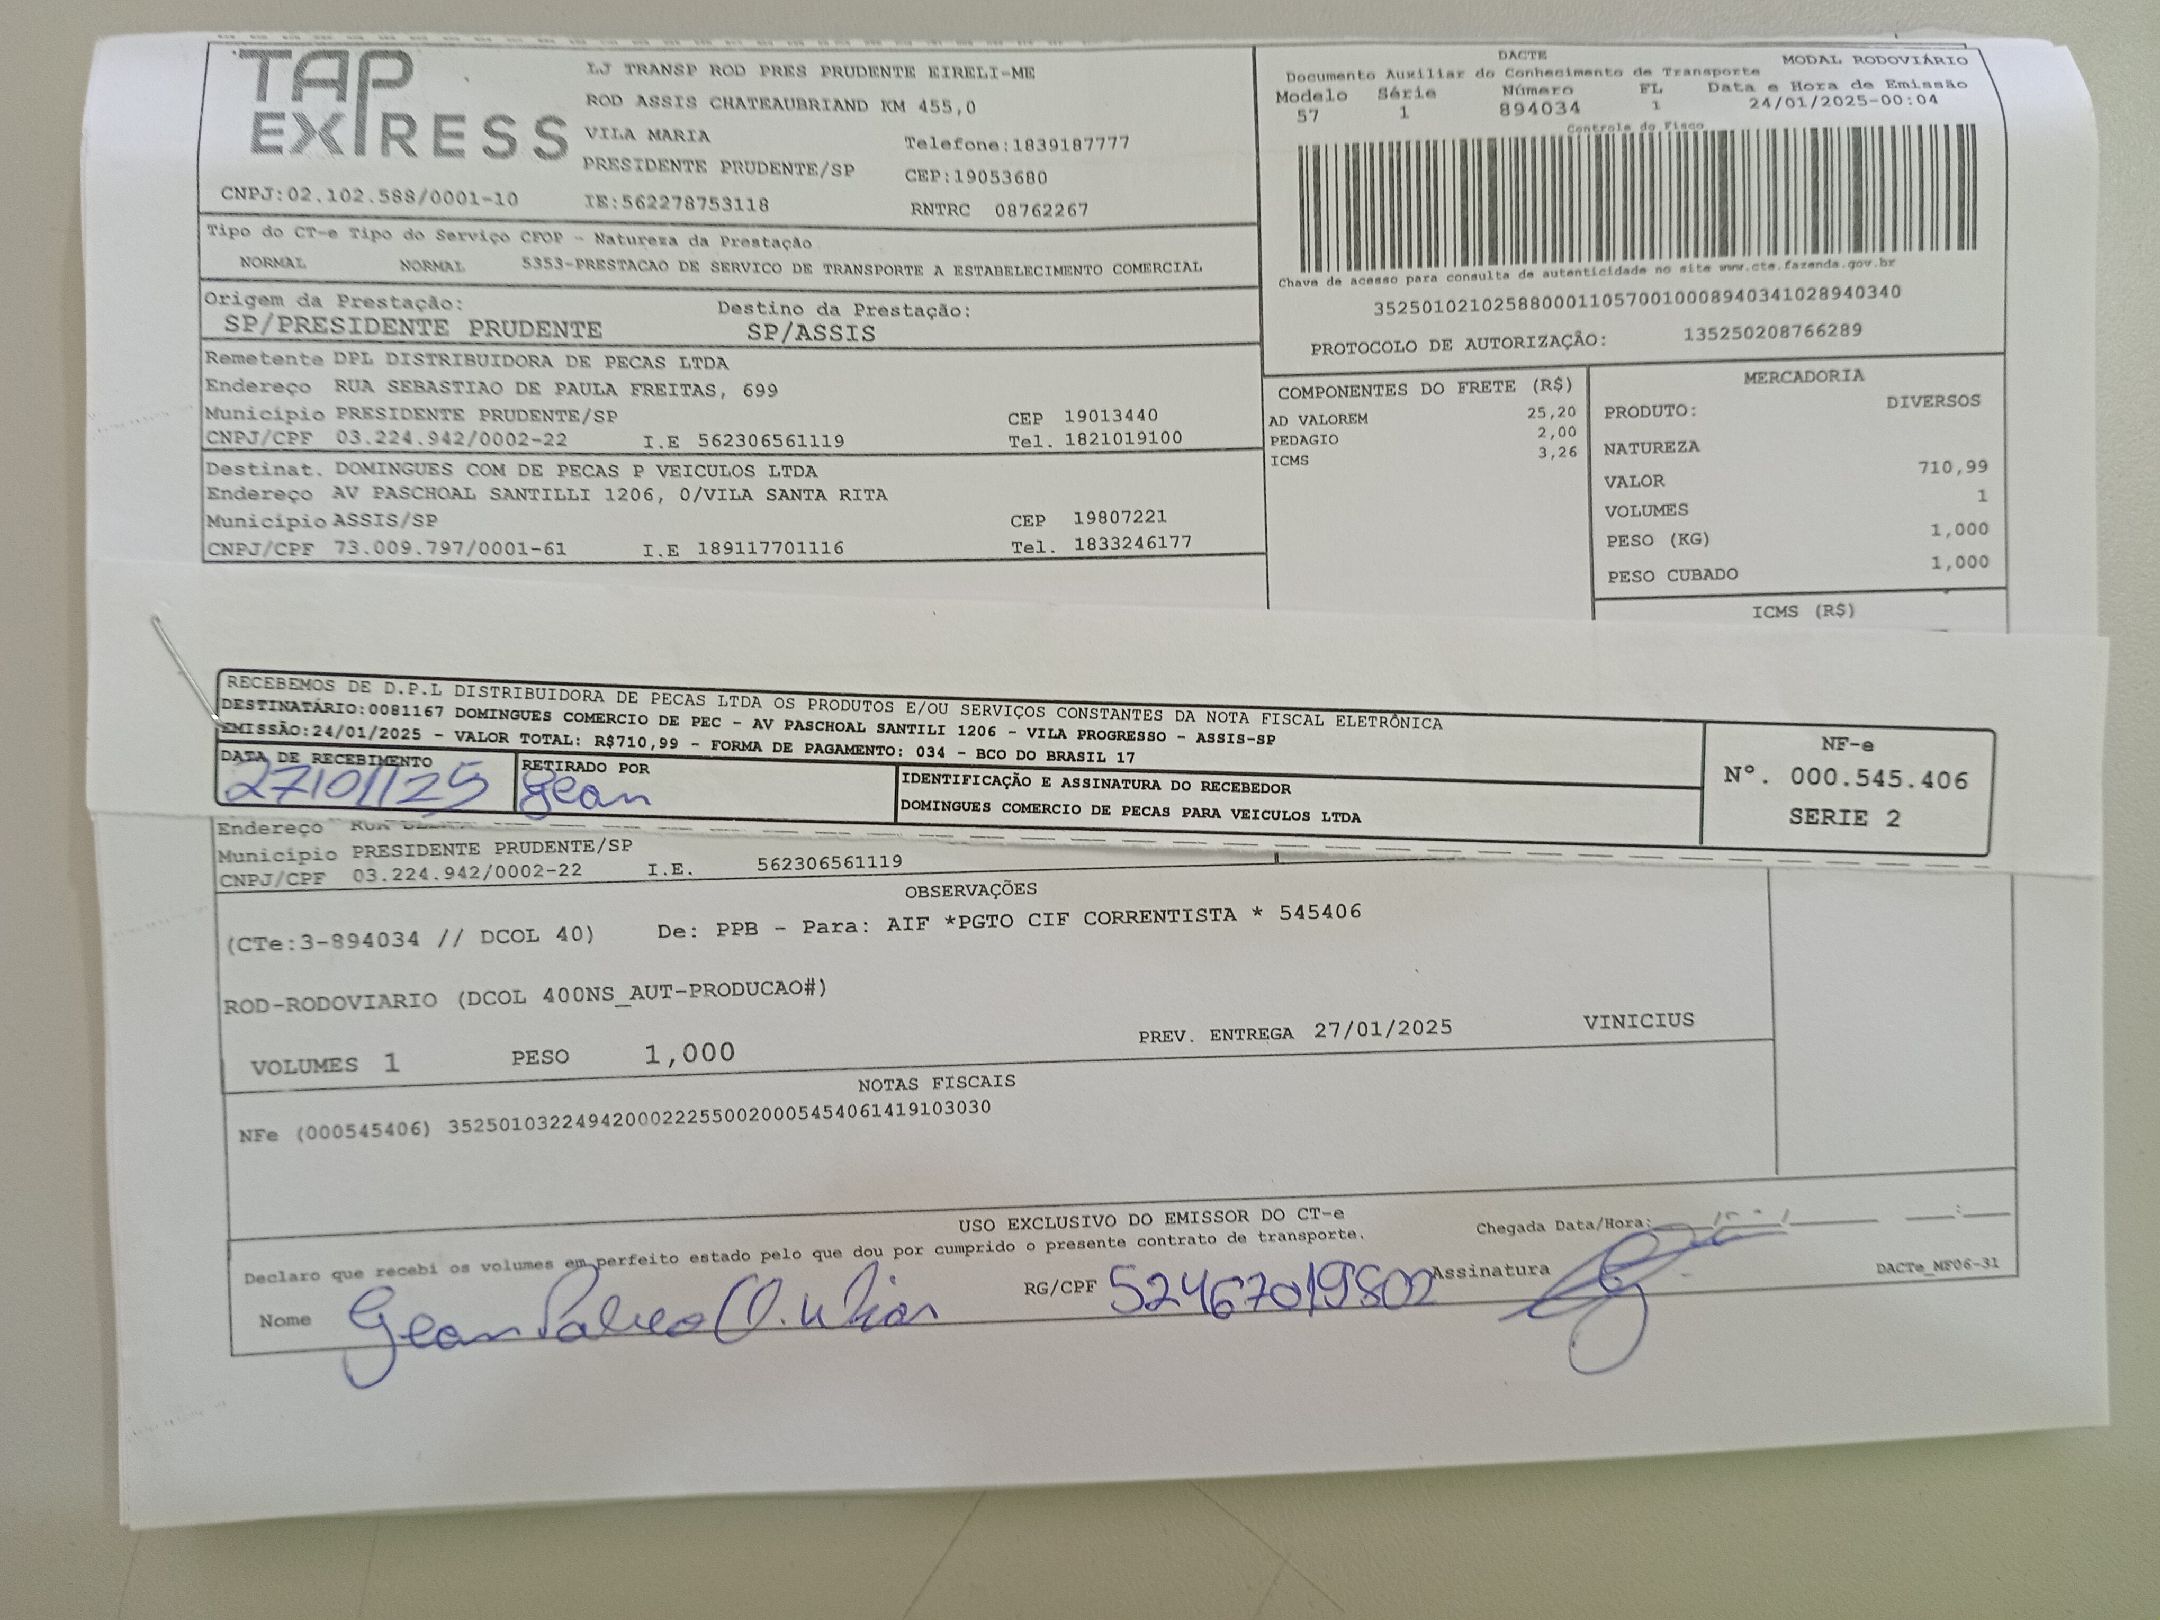 TAP EXPRESS
LJ TRANSP ROD PRES PRUDENTE EIRELI-ME
ROD ASSIS CHATEAUBRIAND KM 455,0
VILA MARIA Telefone:1839187777
PRESIDENTE PRUDENTE/SP CEP:19053680
CNPJ:02.102.588/0001-10 IE:562278753118 RNTRC 08762267
DACTE MODAL RODOVIÁRIO
Documento Auxiliar do Conhecimento de Transporte
Modelo Série Número FL Data e Hora de Emissão
57 1 894034 1 24/01/2025-00:04
Controle do Fisco
Chave de acesso para consulta de autenticidade no site www.cte.fazenda.gov.br
35250102102588000110570010008940341028940340
PROTOCOLO DE AUTORIZAÇÃO: 135250208766289
Tipo do CT-e Tipo do Serviço CFOP - Natureza da Prestação
NORMAL NORMAL 5353-PRESTACAO DE SERVICO DE TRANSPORTE A ESTABELECIMENTO COMERCIAL
Origem da Prestação: Destino da Prestação:
SP/PRESIDENTE PRUDENTE SP/ASSIS
Remetente DPL DISTRIBUIDORA DE PECAS LTDA
Endereço RUA SEBASTIAO DE PAULA FREITAS, 699
Município PRESIDENTE PRUDENTE/SP CEP 19013440
CNPJ/CPF 03.224.942/0002-22 I.E 562306561119 Tel. 1821019100
Destinat. DOMINGUES COM DE PECAS P VEICULOS LTDA
Endereço AV PASCHOAL SANTILLI 1206, 0/VILA SANTA RITA
Município ASSIS/SP CEP 19807221
CNPJ/CPF 73.009.797/0001-61 I.E 189117701116 Tel. 1833246177
COMPONENTES DO FRETE (R$)
AD VALOREM 25,20
PEDAGIO 2,00
ICMS 3,26
MERCADORIA
PRODUTO: DIVERSOS
NATUREZA
VALOR 710,99
VOLUMES 1
PESO (KG) 1,000
PESO CUBADO 1,000
ICMS (R$)
RECEBEMOS DE D.P.L DISTRIBUIDORA DE PECAS LTDA OS PRODUTOS E/OU SERVIÇOS CONSTANTES DA NOTA FISCAL ELETRÔNICA
DESTINATÁRIO:0081167 DOMINGUES COMERCIO DE PEC - AV PASCHOAL SANTILI 1206 - VILA PROGRESSO - ASSIS-SP
EMISSÃO:24/01/2025 - VALOR TOTAL: R$710,99 - FORMA DE PAGAMENTO: 034 - BCO DO BRASIL 17
DATA DE RECEBIMENTO RETIRADO POR IDENTIFICAÇÃO E ASSINATURA DO RECEBEDOR
27/01/25 Gean DOMINGUES COMERCIO DE PECAS PARA VEICULOS LTDA
NF-e
Nº. 000.545.406
SERIE 2
Endereço RUA
Município PRESIDENTE PRUDENTE/SP
CNPJ/CPF 03.224.942/0002-22 I.E. 562306561119
OBSERVAÇÕES
(CTe:3-894034 // DCOL 40) De: PPB - Para: AIF *PGTO CIF CORRENTISTA * 545406
ROD-RODOVIARIO (DCOL 400NS_AUT-PRODUCAO#)
VOLUMES 1 PESO 1,000 PREV. ENTREGA 27/01/2025 VINICIUS
NOTAS FISCAIS
NFe (000545406) 35250103224942000222550020005454061419103030
USO EXCLUSIVO DO EMISSOR DO CT-e
Declaro que recebi os volumes em perfeito estado pelo que dou por cumprido o presente contrato de transporte.
Chegada Data/Hora:
Nome Gean RG/CPF 52467019802 Assinatura DACTe_MF06-31